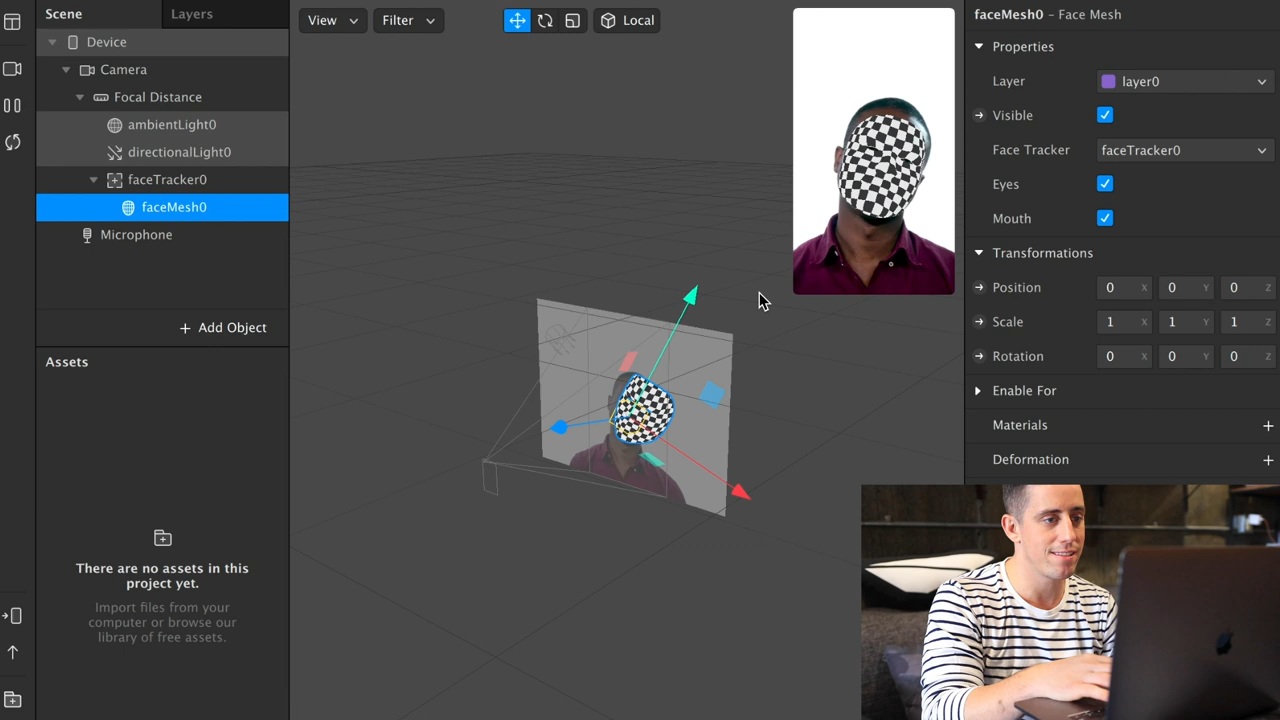 Scene
Layers
Device
Camera
Focal Distance
ambientLight0
directionalLight0
faceTracker0
faceMesh0
Microphone
+ Add Object
Assets
There are no assets in this
project yet.
Import files from your
computer or browse our
library of free assets.
View
Filter
Local
faceMesh0 – Face Mesh
Properties
Layer
layer0
Visible
Face Tracker
faceTracker0
Eyes
Mouth
Transformations
Position 0 X 0 Y 0 Z
Scale 1 X 1 Y 1 Z
Rotation 0 X 0 Y 0 Z
Enable For
Materials +
Deformation +